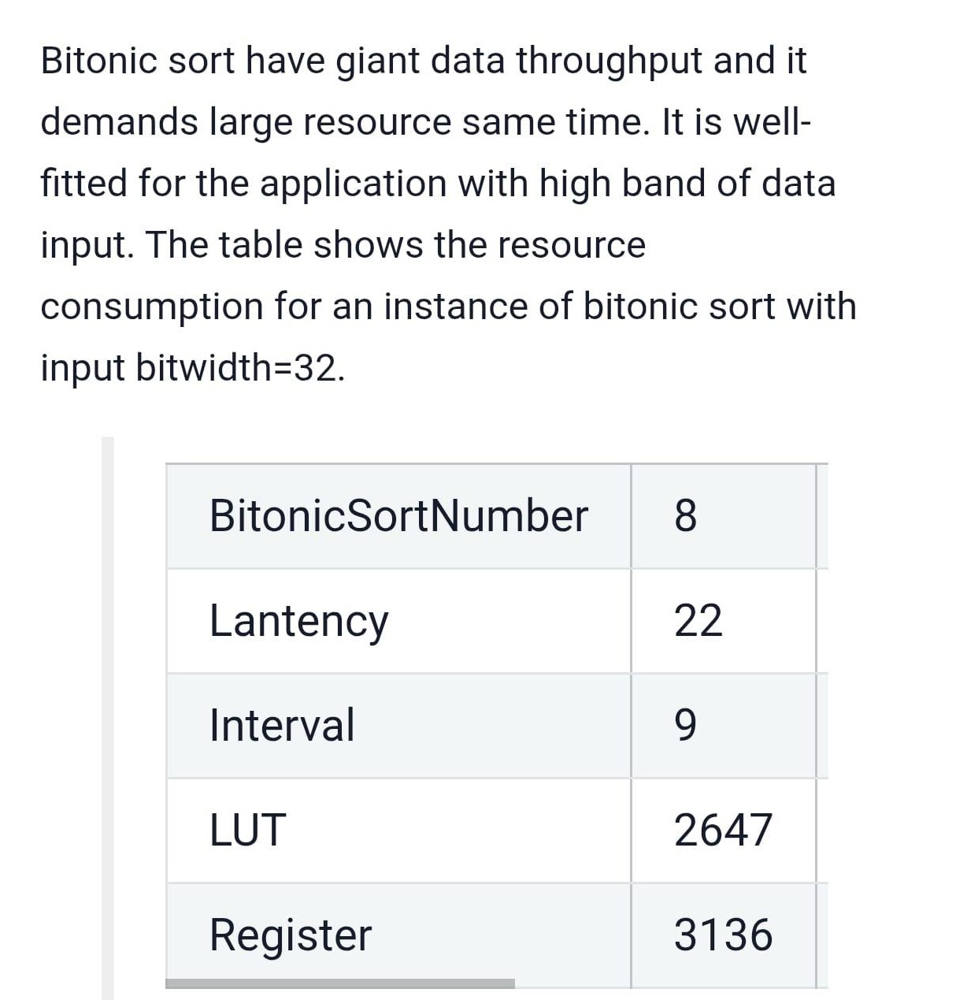 Bitonic sort have giant data throughput and it
demands large resource same time. It is well-
fitted for the application with high band of data
input. The table shows the resource
consumption for an instance of bitonic sort with
input bitwidth=32.
BitonicSortNumber 8
Lantency 22
Interval 9
LUT 2647
Register 3136